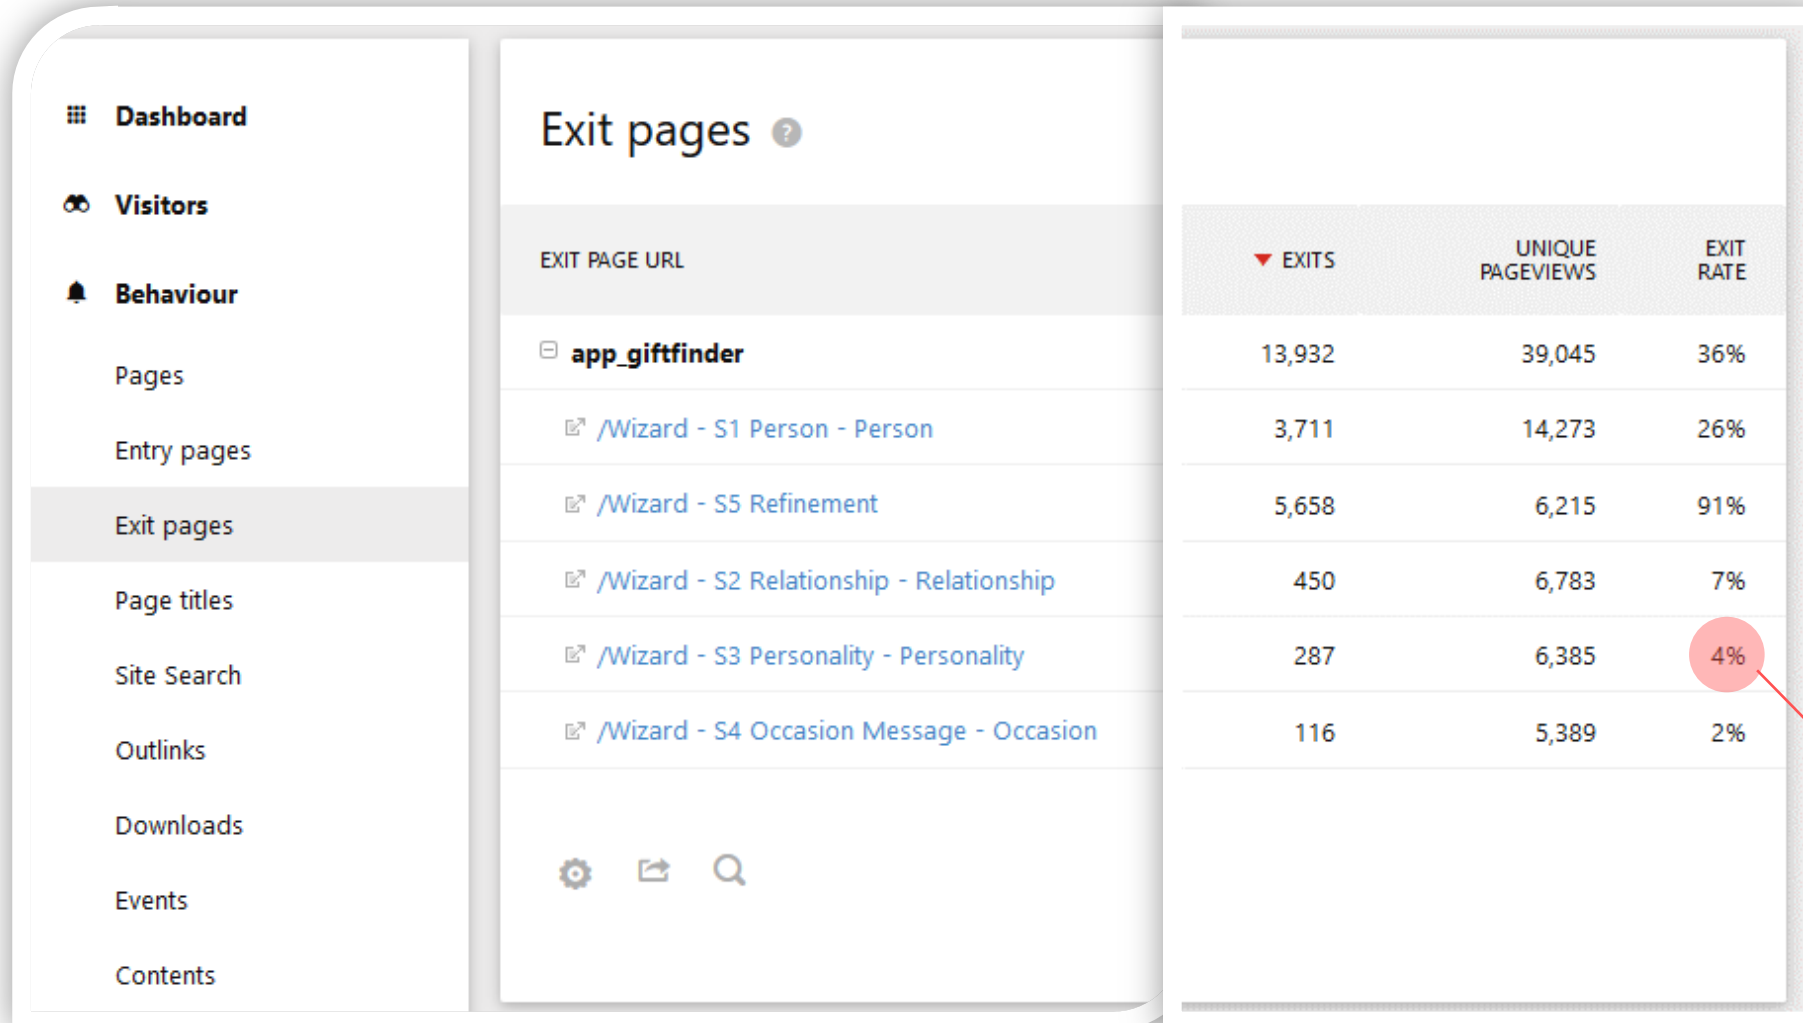 Dashboard
Visitors
Behaviour
Pages
Entry pages
Exit pages
Page titles
Site Search
Outlinks
Downloads
Events
Contents
Exit pages ?
EXIT PAGE URL EXITS UNIQUE PAGEVIEWS EXIT RATE
app_giftfinder 13,932 39,045 36%
/Wizard - S1 Person - Person 3,711 14,273 26%
/Wizard - S5 Refinement 5,658 6,215 91%
/Wizard - S2 Relationship - Relationship 450 6,783 7%
/Wizard - S3 Personality - Personality 287 6,385 4%
/Wizard - S4 Occasion Message - Occasion 116 5,389 2%